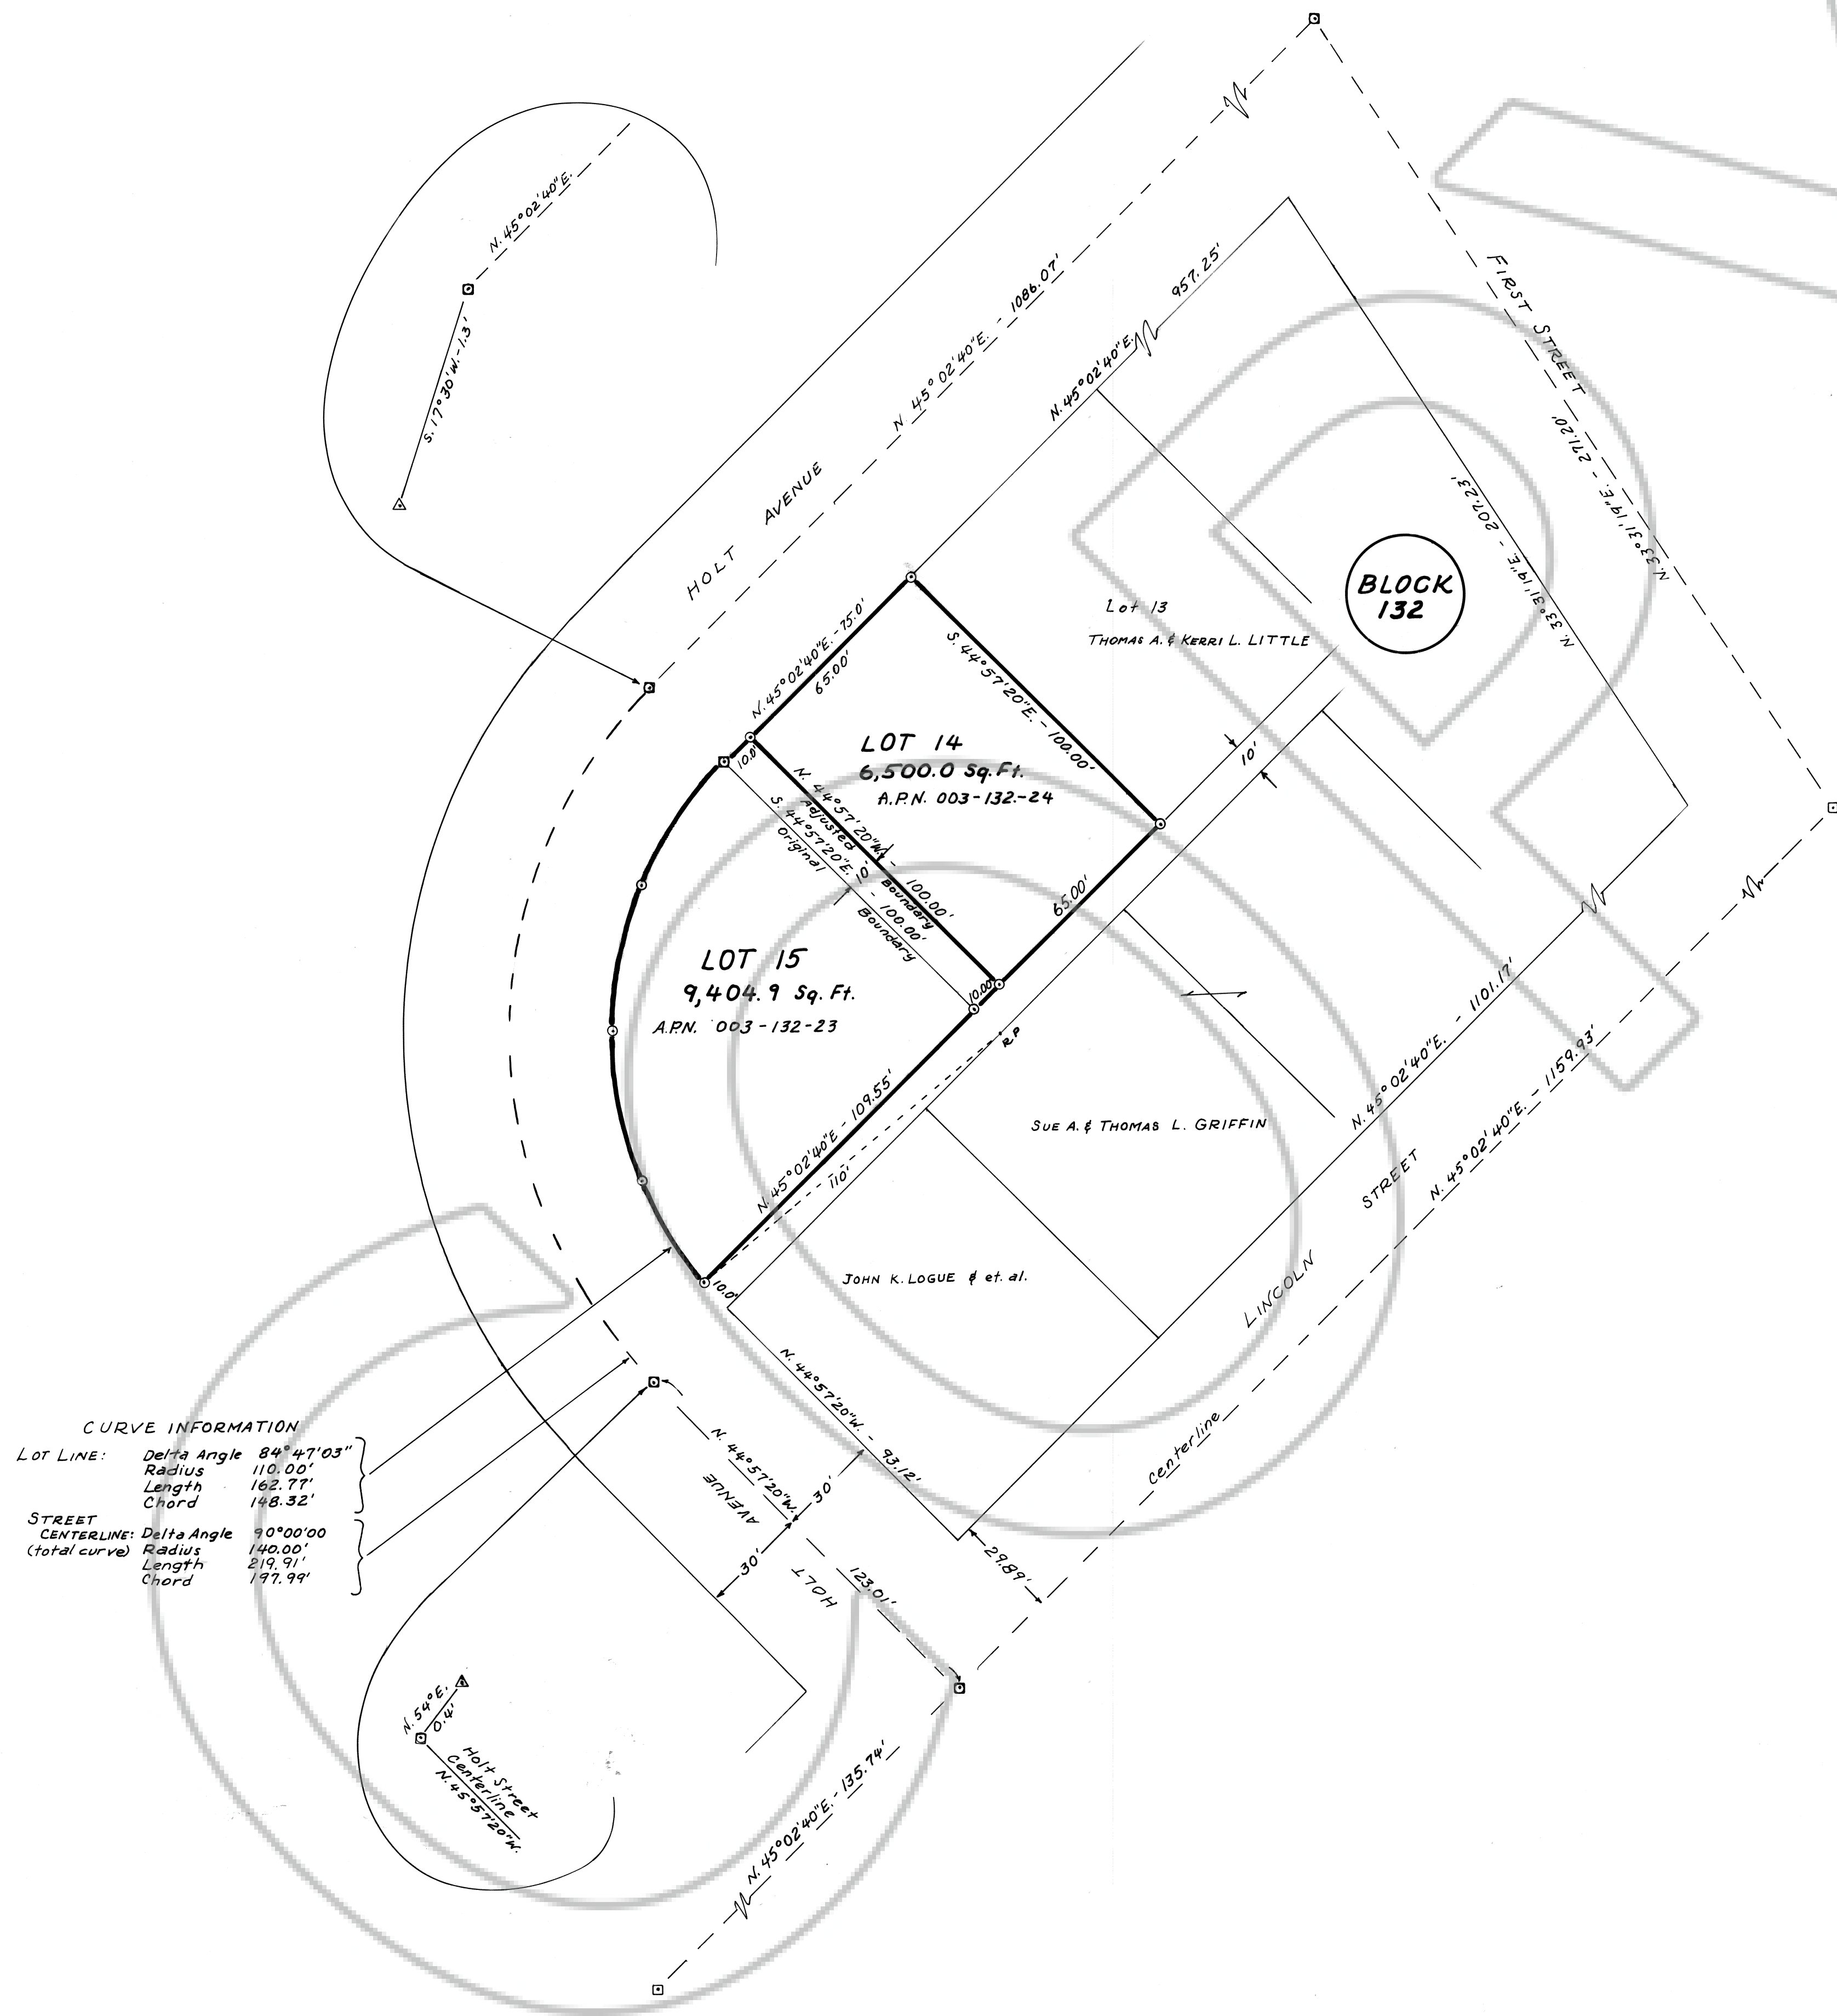 N. 45°02'40"E.
S. 17°30'W.-1.3'
HOLT AVENUE
N. 45°02'40"E. - 1086.07'
957.25'
N. 45°02'40"E.
FIRST STREET
N. 33°31'19"E. - 271.20'
N. 33°31'19"E. - 207.23'
BLOCK
132
Lot 13
THOMAS A. & KERRI L. LITTLE
N. 45°02'40"E. - 75.0'
65.00'
S. 44°57'20"E. - 100.00'
10.0'
LOT 14
6,500.0 Sq. Ft.
A.P.N. 003-132-24
10'
N. 44°57'20"W. - 100.00'
Adjusted Boundary
10'
S. 44°57'20"E. - 100.00'
Original Boundary
65.00'
LOT 15
9,404.9 Sq. Ft.
A.P.N. 003-132-23
10.00'
R.P
N. 45°02'40"E - 109.55'
110'
10.0'
SUE A. & THOMAS L. GRIFFIN
JOHN K. LOGUE & et. al.
N. 45°02'40"E. - 1101.17'
N. 45°02'40"E. - 1159.93'
LINCOLN STREET
centerline
N. 44°57'20"W. - 93.12'
29.89'
N. 44°57'20"W.
123.01'
HOLT AVENUE
30'
30'
CURVE INFORMATION
LOT LINE: Delta Angle 84°47'03"
Radius 110.00'
Length 162.77'
Chord 148.32'
STREET
CENTERLINE: Delta Angle 90°00'00
(total curve) Radius 140.00'
Length 219.91'
Chord 197.99'
N. 54°E.
0.4'
Holt Street
Centerline
N. 45°57'20"W.
N. 45°02'40"E. - 135.74'